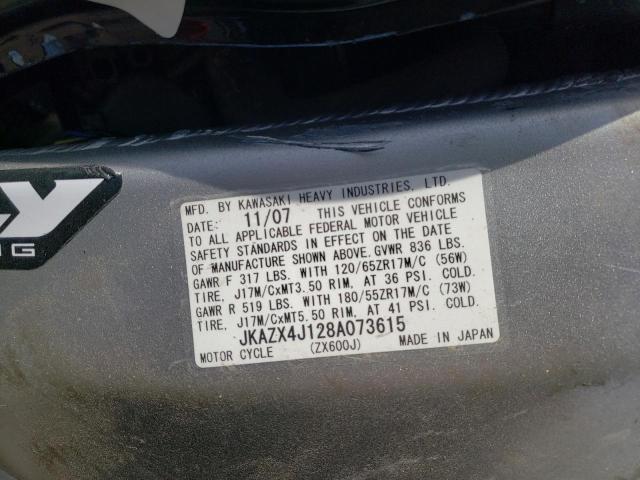 MFD. BY KAWASAKI HEAVY INDUSTRIES, LTD.
DATE: 11/07 THIS VEHICLE CONFORMS
TO ALL APPLICABLE FEDERAL MOTOR VEHICLE
SAFETY STANDARDS IN EFFECT ON THE DATE
OF MANUFACTURE SHOWN ABOVE. GVWR 836 LBS.
GAWR F 317 LBS. WITH 120/65ZR17M/C (56W)
TIRE, J17M/CxMT3.50 RIM, AT 36 PSI. COLD.
GAWR R 519 LBS. WITH 180/55ZR17M/C (73W)
TIRE, J17M/CxMT5.50 RIM, AT 41 PSI. COLD.
JKAZX4J128A073615
MOTOR CYCLE (ZX600J) MADE IN JAPAN